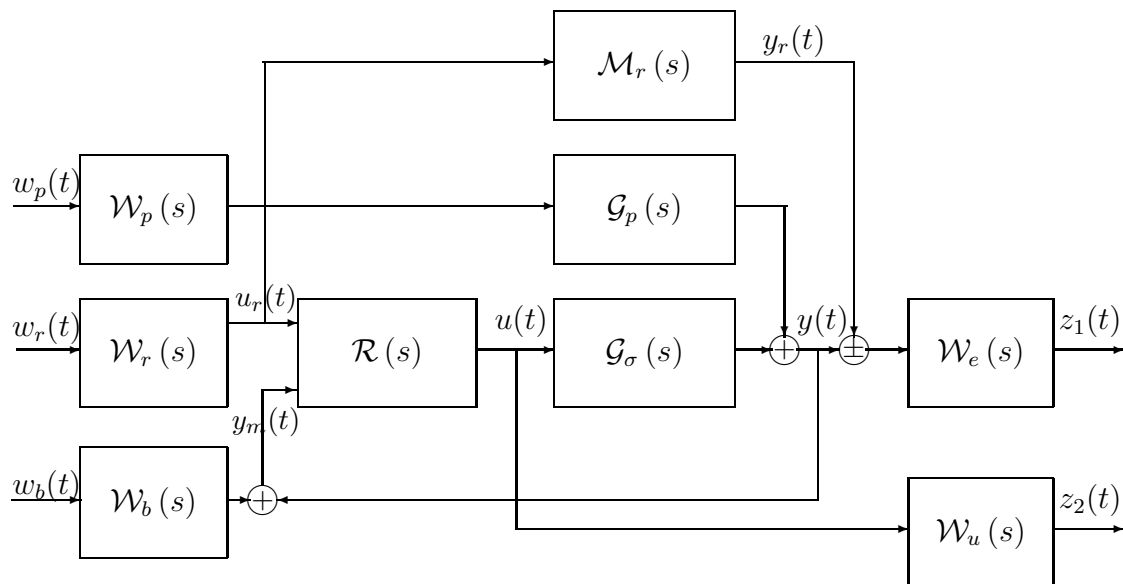 y_r(t)
ℳ_r (s)
w_p(t)
𝒲_p (s)
𝒢_p (s)
w_r(t)
𝒲_r (s)
u_r(t)
ℛ (s)
u(t)
𝒢_σ (s)
+
y(t)
±
𝒲_e (s)
z_1(t)
y_m(t)
w_b(t)
𝒲_b (s)
+
𝒲_u (s)
z_2(t)